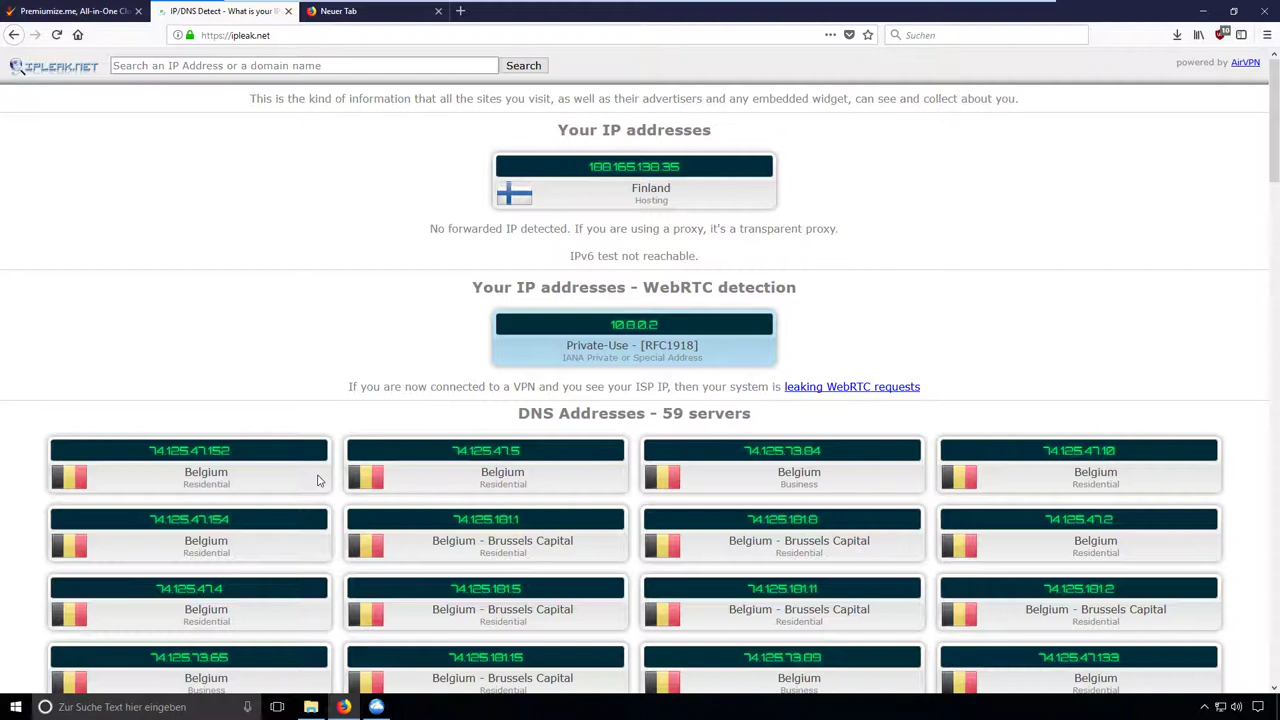 Premiumize.me, All-in-One Clu
IP/DNS Detect - What is your IP
Neuer Tab
https://ipleak.net
Suchen
10
IPLEAK.NET
Search an IP Address or a domain name
Search
powered by AirVPN
This is the kind of information that all the sites you visit, as well as their advertisers and any embedded widget, can see and collect about you.
Your IP addresses
188.165.138.35
Finland
Hosting
No forwarded IP detected. If you are using a proxy, it's a transparent proxy.
IPv6 test not reachable.
Your IP addresses - WebRTC detection
10.8.0.2
Private-Use - [RFC1918]
IANA Private or Special Address
If you are now connected to a VPN and you see your ISP IP, then your system is leaking WebRTC requests
DNS Addresses - 59 servers
74.125.47.152 74.125.47.5 74.125.73.84 74.125.47.10
Belgium Belgium Belgium Belgium
Residential Residential Business Residential
74.125.47.154 74.125.181.1 74.125.181.8 74.125.47.2
Belgium Belgium - Brussels Capital Belgium - Brussels Capital Belgium
Residential Residential Residential Residential
74.125.47.4 74.125.181.5 74.125.181.11 74.125.181.2
Belgium Belgium - Brussels Capital Belgium - Brussels Capital Belgium - Brussels Capital
Residential Residential Residential Residential
74.125.73.65 74.125.181.15 74.125.73.89 74.125.47.133
Belgium Belgium - Brussels Capital Belgium Belgium
Business Residential Business Residential
Zur Suche Text hier eingeben